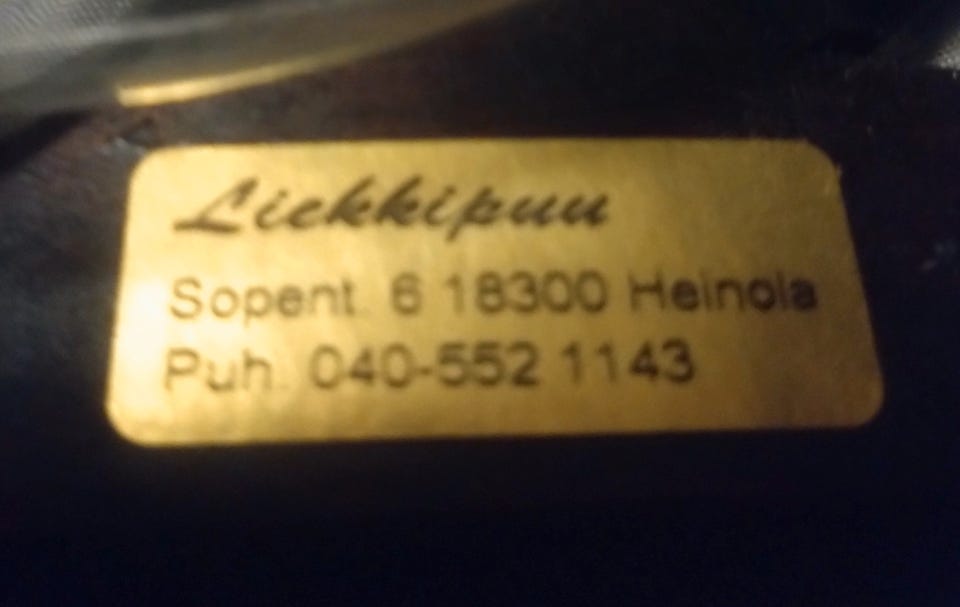 Liekkipuu
Sopent. 6 18300 Heinola
Puh. 040-552 1143